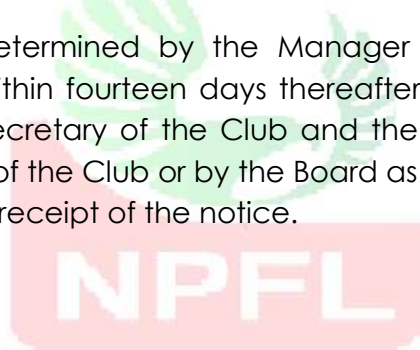 etermined by the Manager
ithin fourteen days thereafter
ecretary of the Club and the
of the Club or by the Board as
receipt of the notice.
NPFL